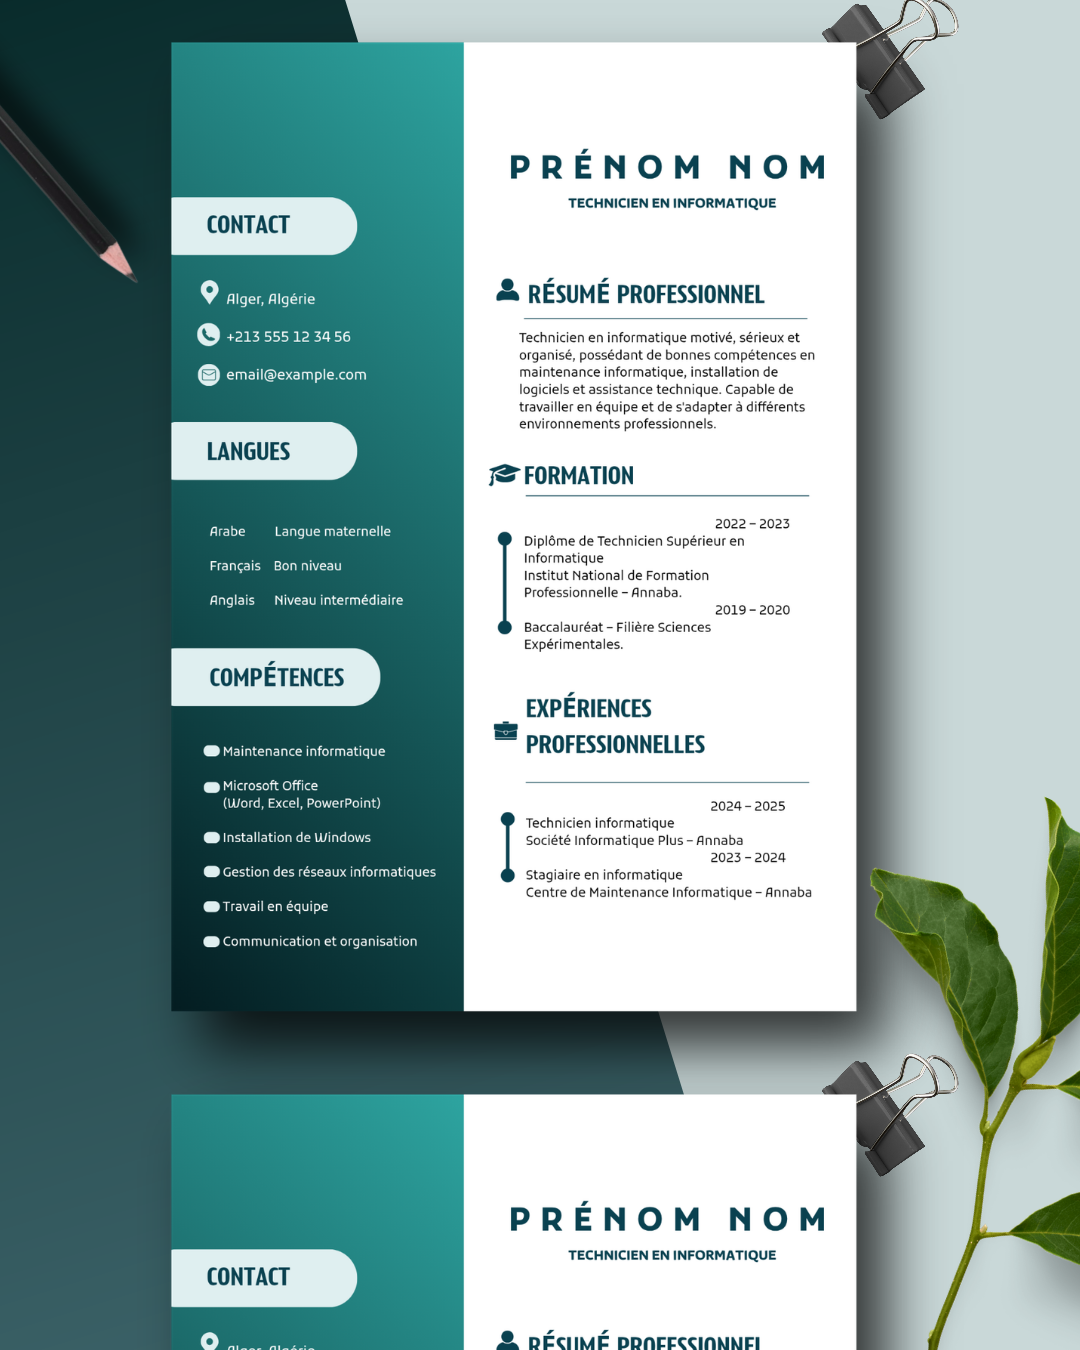 CONTACT
Alger, Algérie
+213 555 12 34 56
email@example.com
LANGUES
Arabe Langue maternelle
Français Bon niveau
Anglais Niveau intermédiaire
COMPÉTENCES
Maintenance informatique
Microsoft Office
(Word, Excel, PowerPoint)
Installation de Windows
Gestion des réseaux informatiques
Travail en équipe
Communication et organisation
PRÉNOM NOM
TECHNICIEN EN INFORMATIQUE
RÉSUMÉ PROFESSIONNEL
Technicien en informatique motivé, sérieux et
organisé, possédant de bonnes compétences en
maintenance informatique, installation de
logiciels et assistance technique. Capable de
travailler en équipe et de s'adapter à différents
environnements professionnels.
FORMATION
2022 – 2023
Diplôme de Technicien Supérieur en
Informatique
Institut National de Formation
Professionnelle – Annaba.
2019 – 2020
Baccalauréat – Filière Sciences
Expérimentales.
EXPÉRIENCES
PROFESSIONNELLES
2024 – 2025
Technicien informatique
Société Informatique Plus – Annaba
2023 – 2024
Stagiaire en informatique
Centre de Maintenance Informatique – Annaba
CONTACT
Alger, Algérie
PRÉNOM NOM
TECHNICIEN EN INFORMATIQUE
RÉSUMÉ PROFESSIONNEL